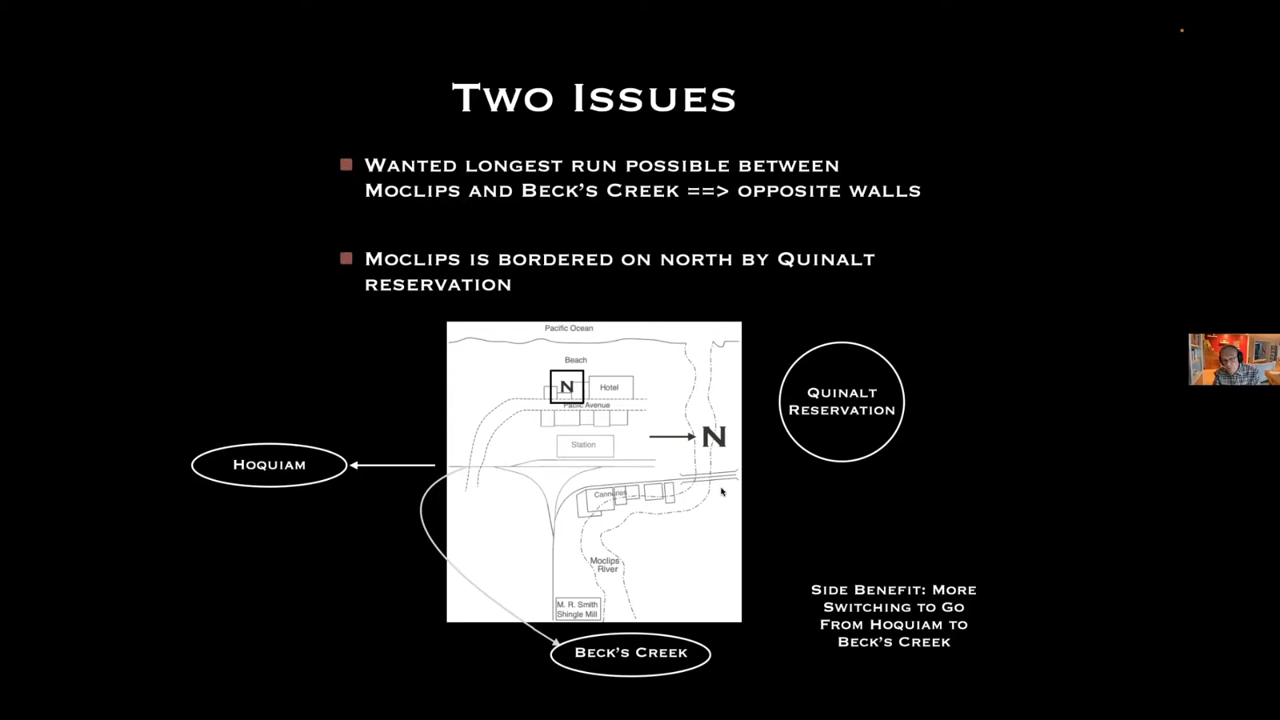 Two Issues
Wanted longest run possible between
Moclips and Beck's Creek ==> opposite walls
Moclips is bordered on north by Quinalt
reservation
Pacific Ocean
Beach
N
Hotel
Pacific Avenue
Station
N
Canneries
Moclips
River
M. R. Smith
Shingle Mill
Hoquiam
Quinalt
Reservation
Side Benefit: More
Switching to Go
From Hoquiam to
Beck's Creek
Beck's Creek